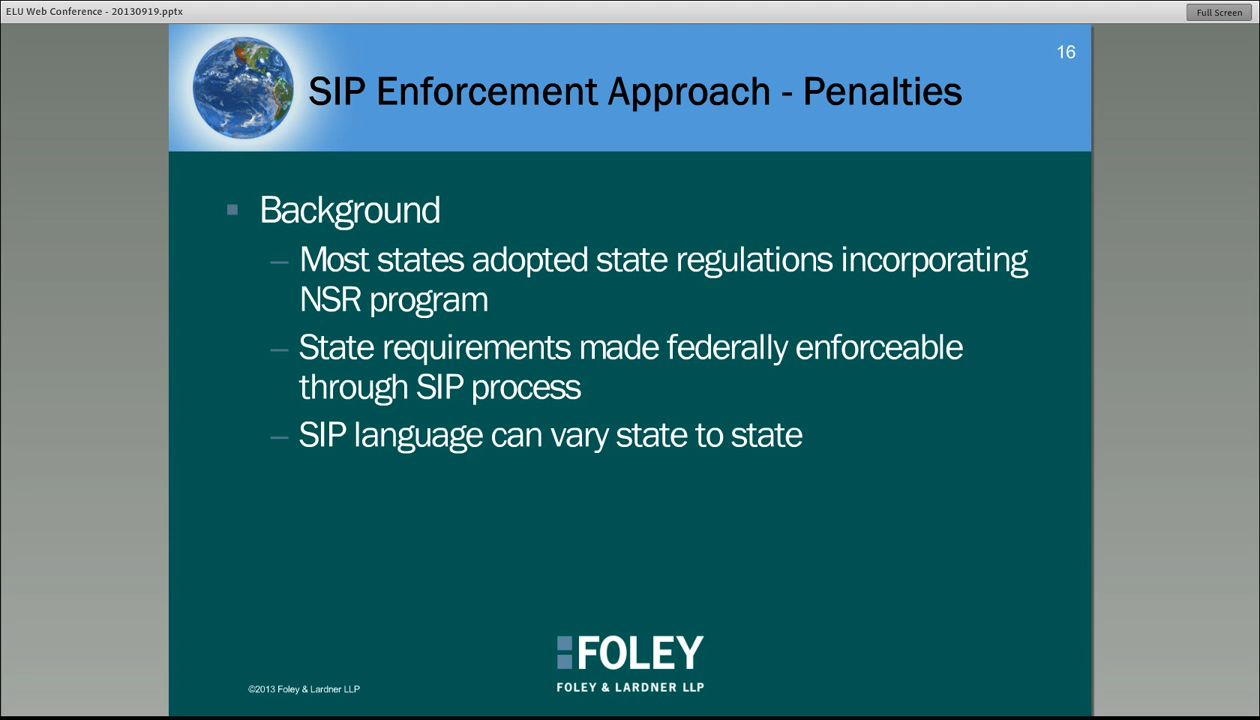 ELU Web Conference - 20130919.pptx
Full Screen
16
SIP Enforcement Approach - Penalties
Background
– Most states adopted state regulations incorporating
NSR program
– State requirements made federally enforceable
through SIP process
– SIP language can vary state to state
FOLEY
FOLEY & LARDNER LLP
©2013 Foley & Lardner LLP